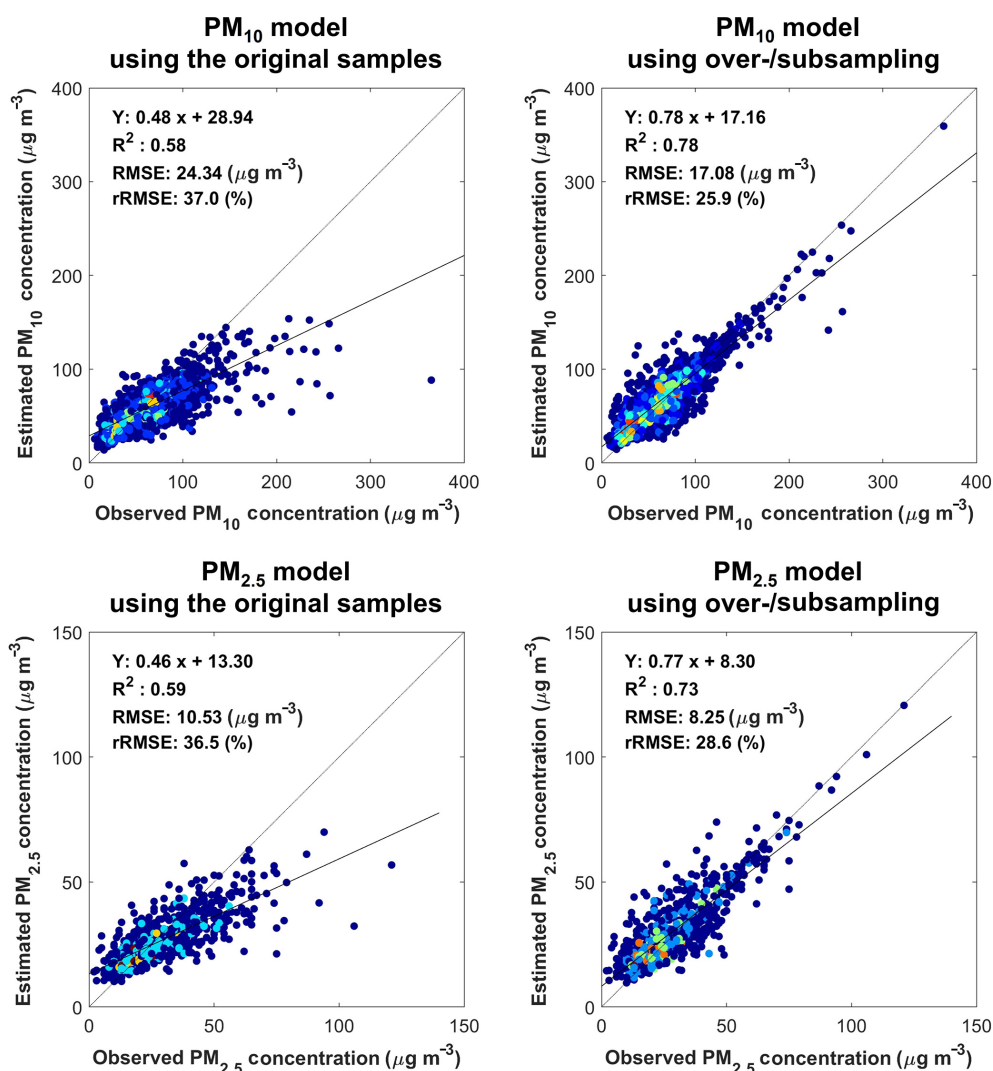 PM10 model
using the original samples
Y: 0.48 x + 28.94
R2 : 0.58
RMSE: 24.34 (μg m−3)
rRMSE: 37.0 (%)
400
300
200
100
0
Estimated PM10 concentration (μg m−3)
0 100 200 300 400
Observed PM10 concentration (μg m−3)
PM10 model
using over-/subsampling
Y: 0.78 x + 17.16
R2 : 0.78
RMSE: 17.08 (μg m−3)
rRMSE: 25.9 (%)
400
300
200
100
0
Estimated PM10 concentration (μg m−3)
0 100 200 300 400
Observed PM10 concentration (μg m−3)
PM2.5 model
using the original samples
Y: 0.46 x + 13.30
R2 : 0.59
RMSE: 10.53 (μg m−3)
rRMSE: 36.5 (%)
150
100
50
0
Estimated PM2.5 concentration (μg m−3)
0 50 100 150
Observed PM2.5 concentration (μg m−3)
PM2.5 model
using over-/subsampling
Y: 0.77 x + 8.30
R2 : 0.73
RMSE: 8.25 (μg m−3)
rRMSE: 28.6 (%)
150
100
50
0
Estimated PM2.5 concentration (μg m−3)
0 50 100 150
Observed PM2.5 concentration (μg m−3)